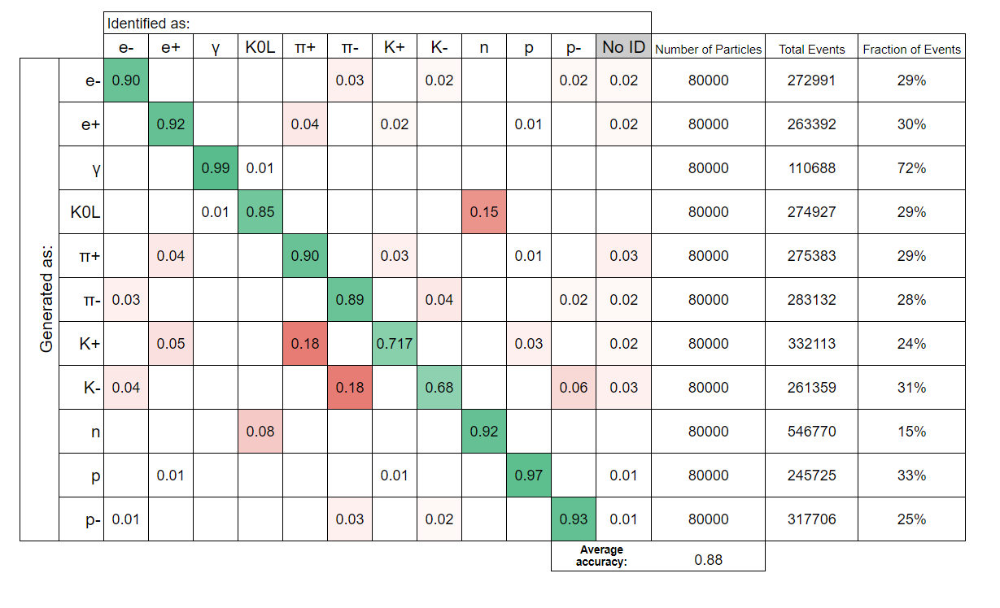 Identified as:
e- e+ γ K0L π+ π- K+ K- n p p- No ID Number of Particles Total Events Fraction of Events
Generated as:
e- 0.90 0.03 0.02 0.02 0.02 80000 272991 29%
e+ 0.92 0.04 0.02 0.01 0.02 80000 263392 30%
γ 0.99 0.01 80000 110688 72%
K0L 0.01 0.85 0.15 80000 274927 29%
π+ 0.04 0.90 0.03 0.01 0.03 80000 275383 29%
π- 0.03 0.89 0.04 0.02 0.02 80000 283132 28%
K+ 0.05 0.18 0.717 0.03 0.02 80000 332113 24%
K- 0.04 0.18 0.68 0.06 0.03 80000 261359 31%
n 0.08 0.92 80000 546770 15%
p 0.01 0.01 0.97 0.01 80000 245725 33%
p- 0.01 0.03 0.02 0.93 0.01 80000 317706 25%
Average
accuracy: 0.88